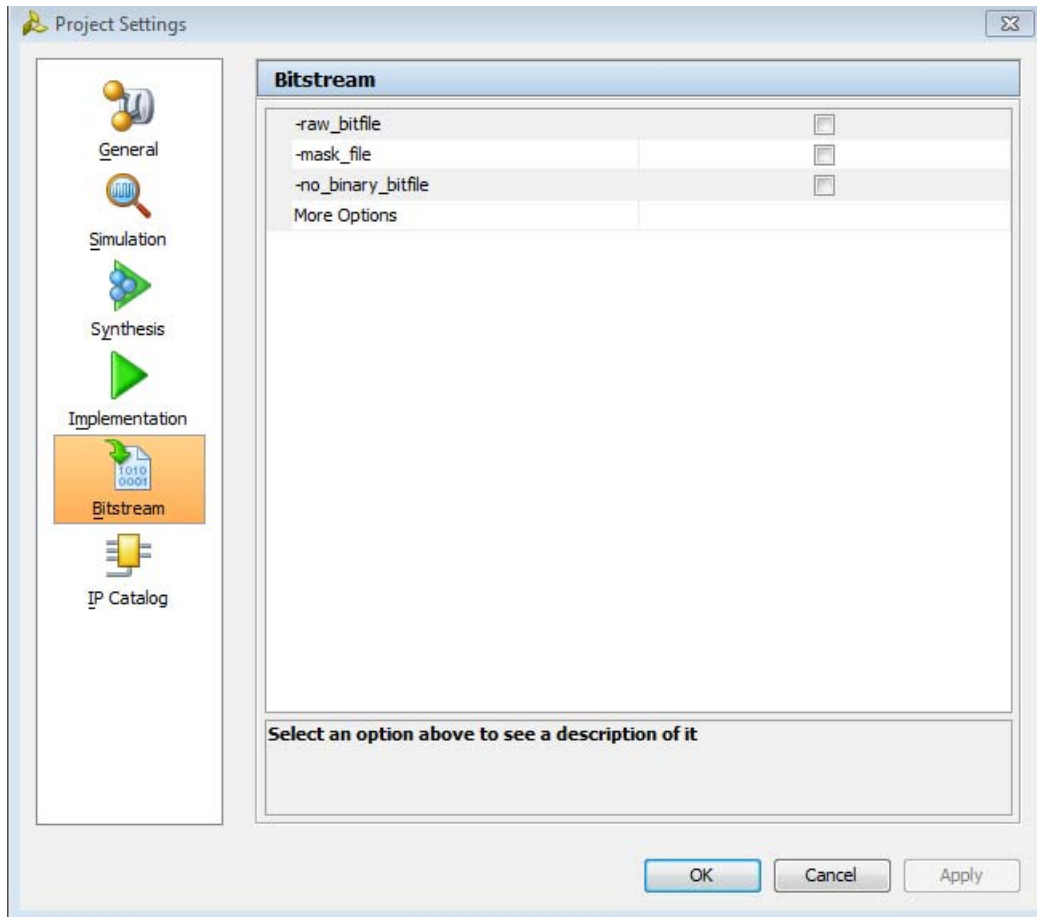 Project Settings
General
Simulation
Synthesis
Implementation
1010
0001
Bitstream
IP Catalog
Bitstream
-raw_bitfile
-mask_file
-no_binary_bitfile
More Options
Select an option above to see a description of it
OK
Cancel
Apply